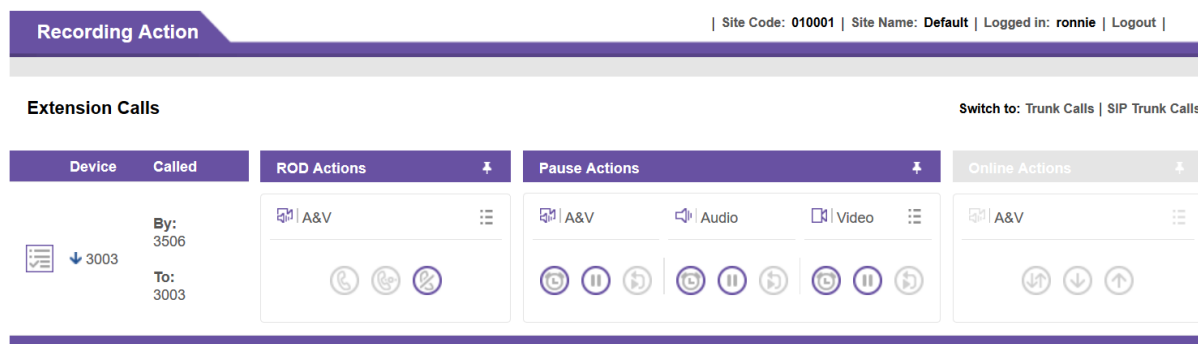 Recording Action
| Site Code: 010001 | Site Name: Default | Logged in: ronnie | Logout |
Extension Calls
Switch to: Trunk Calls | SIP Trunk Calls
Device Called ROD Actions Pause Actions Online Actions
A&V A&V Audio Video A&V
By:
3506
3003
To:
3003